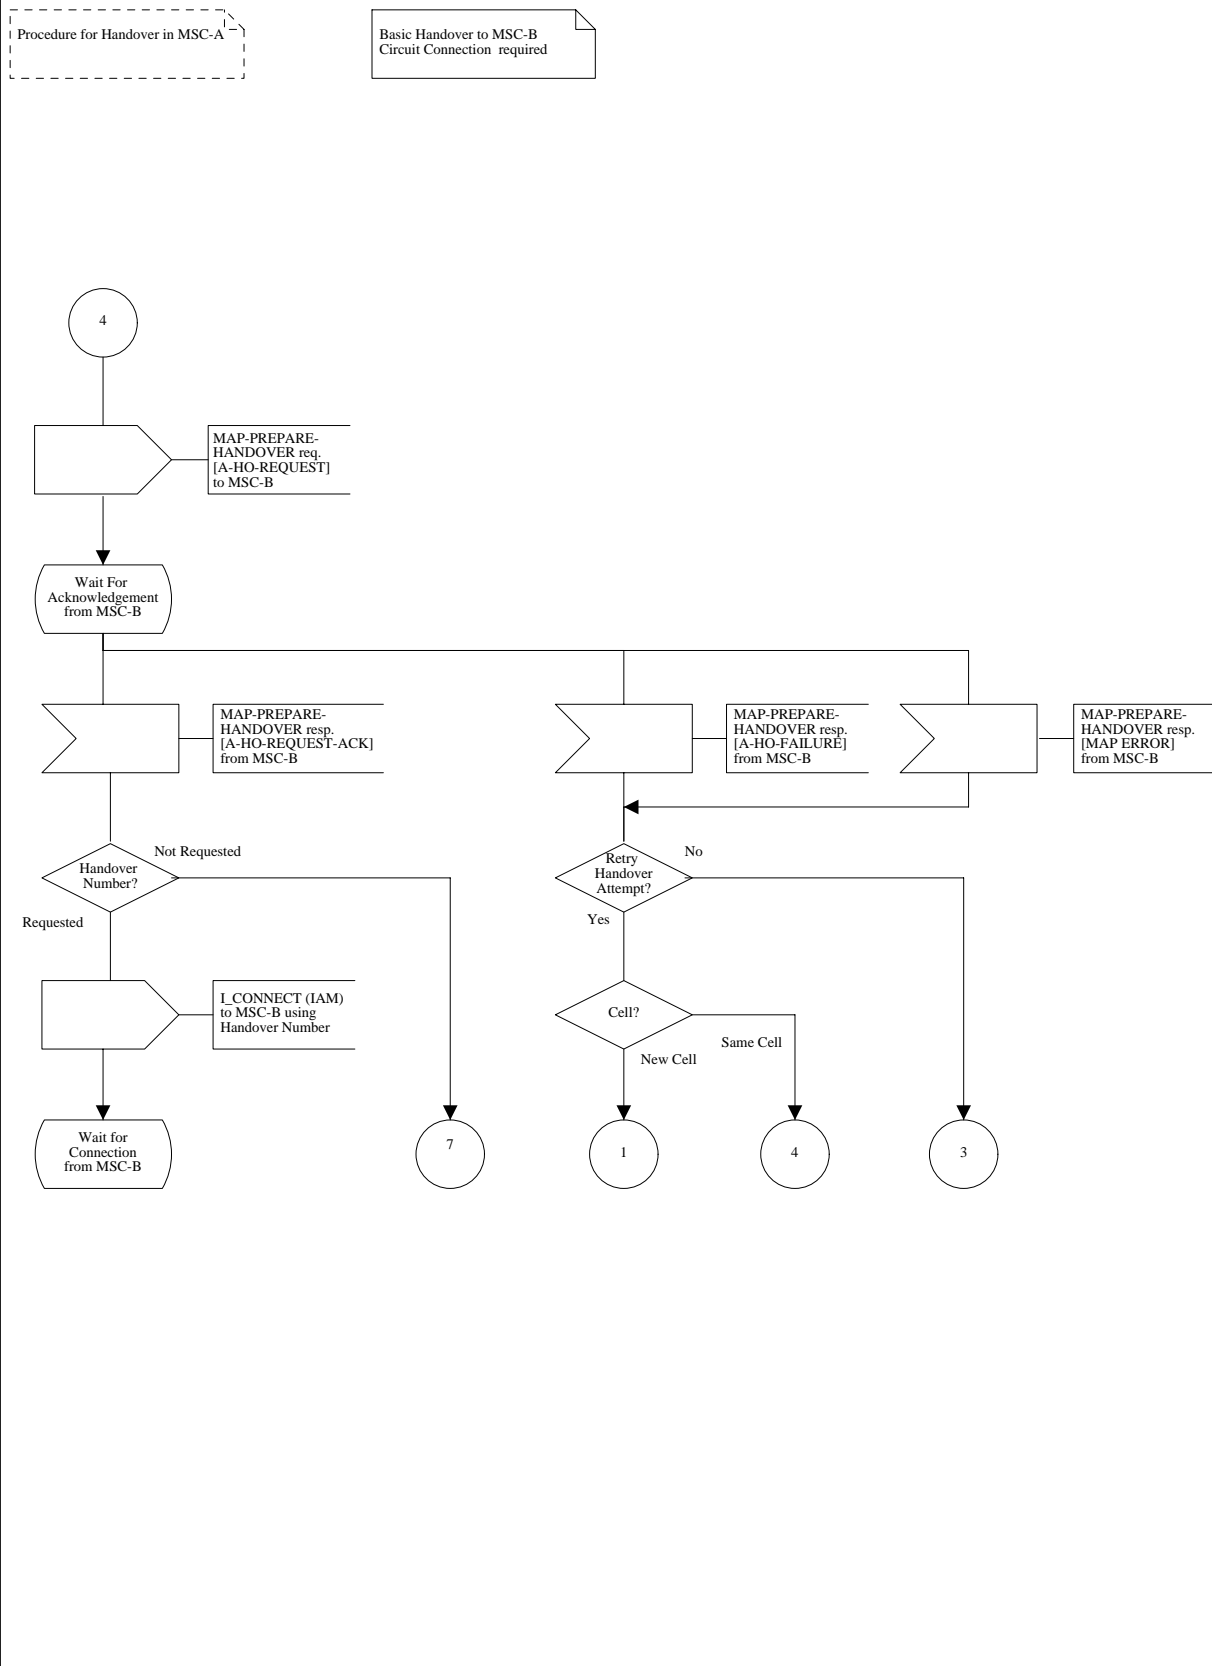 Procedure for Handover in MSC-A
Basic Handover to MSC-B
Circuit Connection required
4
MAP-PREPARE-
HANDOVER req.
[A-HO-REQUEST]
to MSC-B
Wait For
Acknowledgement
from MSC-B
MAP-PREPARE-
HANDOVER resp.
[A-HO-REQUEST-ACK]
from MSC-B
MAP-PREPARE-
HANDOVER resp.
[A-HO-FAILURE]
from MSC-B
MAP-PREPARE-
HANDOVER resp.
[MAP ERROR]
from MSC-B
Handover
Number?
Not Requested
Requested
Retry
Handover
Attempt?
No
Yes
I_CONNECT (IAM)
to MSC-B using
Handover Number
Cell?
Same Cell
New Cell
Wait for
Connection
from MSC-B
7
1
4
3